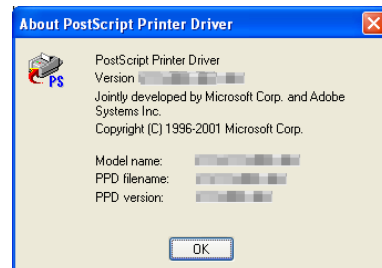 About PostScript Printer Driver
PS
PostScript Printer Driver
Version
Jointly developed by Microsoft Corp. and Adobe
Systems Inc.
Copyright (C) 1996-2001 Microsoft Corp.
Model name:
PPD filename:
PPD version:
OK